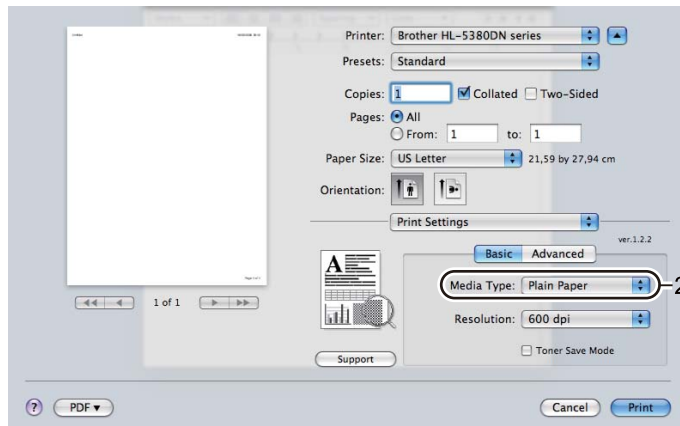 Printer: Brother HL-5380DN series
Presets: Standard
Copies: 1 Collated Two-Sided
Pages: All
From: 1 to: 1
Paper Size: US Letter 21,59 by 27,94 cm
Orientation:
Print Settings
ver.1.2.2
Basic Advanced
Media Type: Plain Paper 2
1 of 1
Resolution: 600 dpi
Toner Save Mode
Support
? PDF▼ Cancel Print